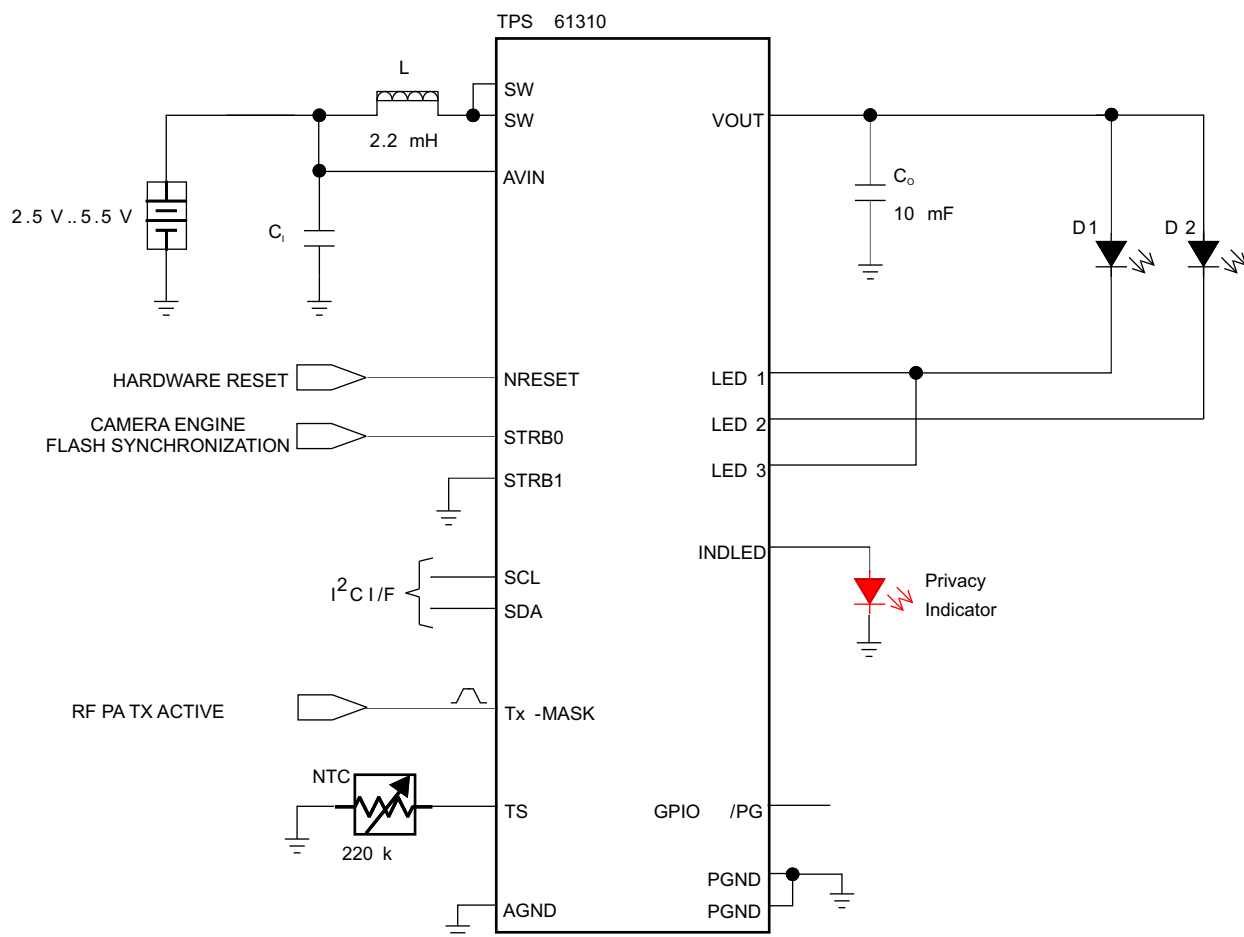 TPS 61310
L
SW
SW
2.2 mH
AVIN
VOUT
2.5 V..5.5 V
C_I
C_O
10 mF
D1
D 2
HARDWARE RESET
NRESET
LED 1
CAMERA ENGINE
FLASH SYNCHRONIZATION
STRB0
LED 2
STRB1
LED 3
INDLED
I²C I/F
SCL
SDA
Privacy
Indicator
RF PA TX ACTIVE
Tx -MASK
NTC
220 k
TS
GPIO /PG
PGND
PGND
AGND